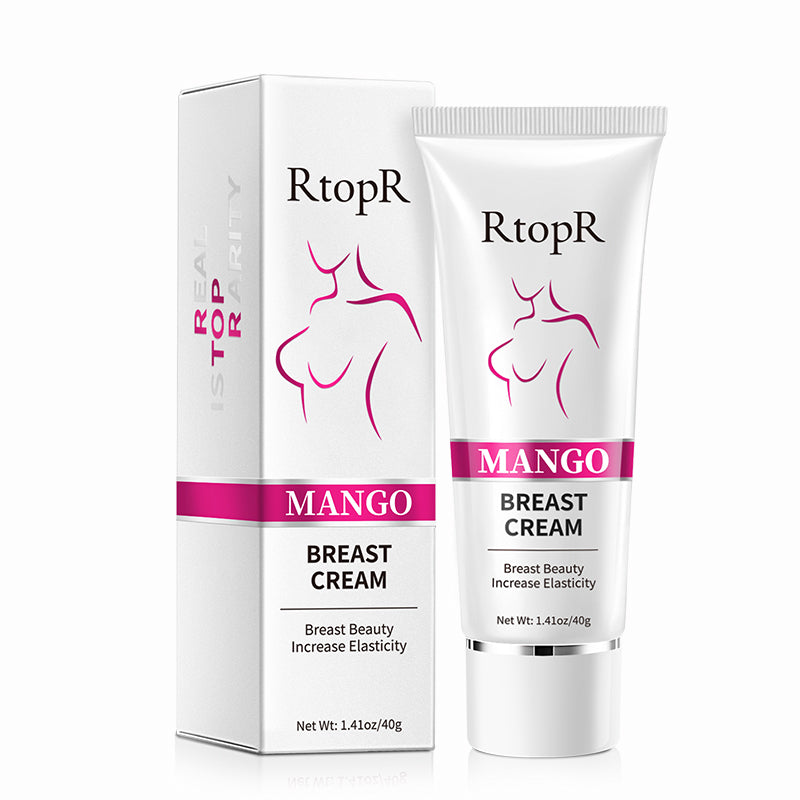 REAL
IS TOP
RARITY
RtopR
MANGO
BREAST
CREAM
Breast Beauty
Increase Elasticity
Net Wt: 1.41oz/40g
RtopR
MANGO
BREAST
CREAM
Breast Beauty
Increase Elasticity
Net Wt: 1.41oz/40g